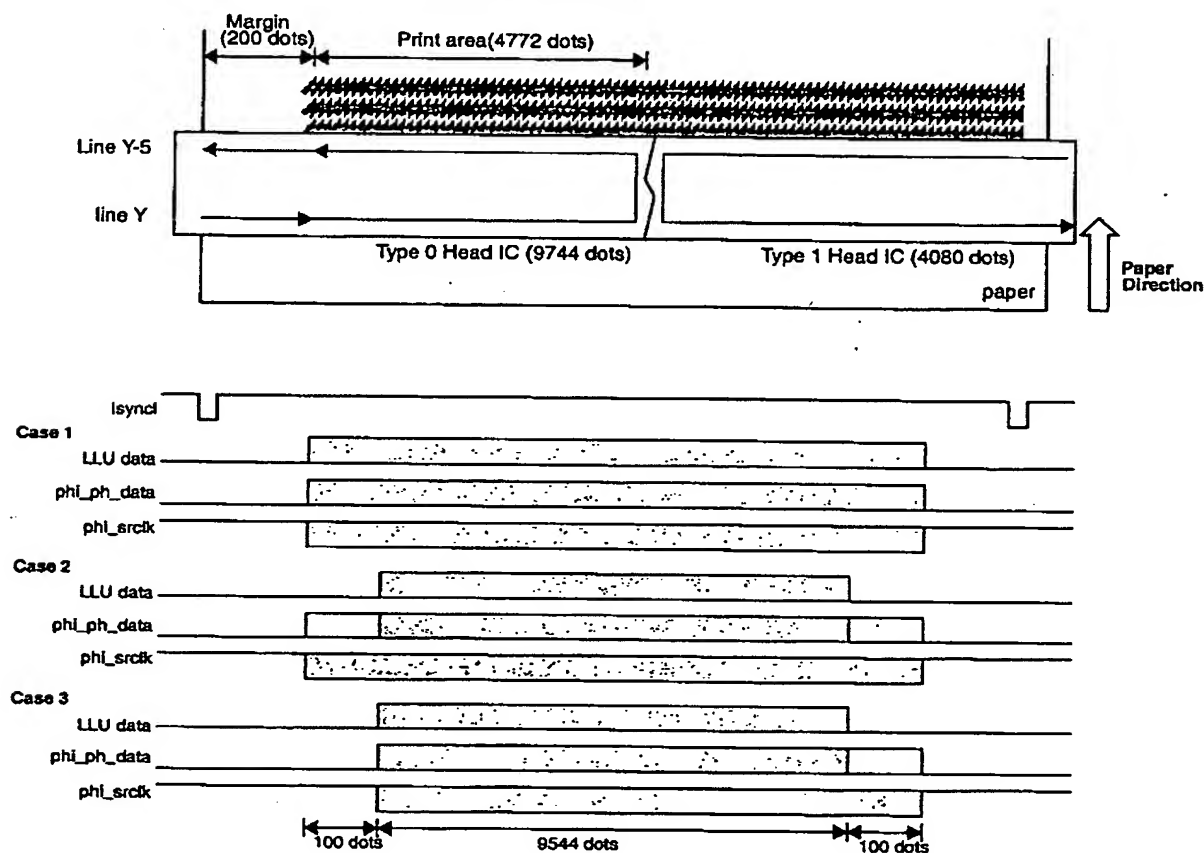 Margin
(200 dots)
Print area(4772 dots)
Line Y-5
line Y
Type 0 Head IC (9744 dots)
Type 1 Head IC (4080 dots)
paper
Paper
Direction
lsyncl
Case 1
LLU data
phi_ph_data
phi_srclk
Case 2
LLU data
phi_ph_data
phi_srclk
Case 3
LLU data
phi_ph_data
phi_srclk
100 dots
9544 dots
100 dots